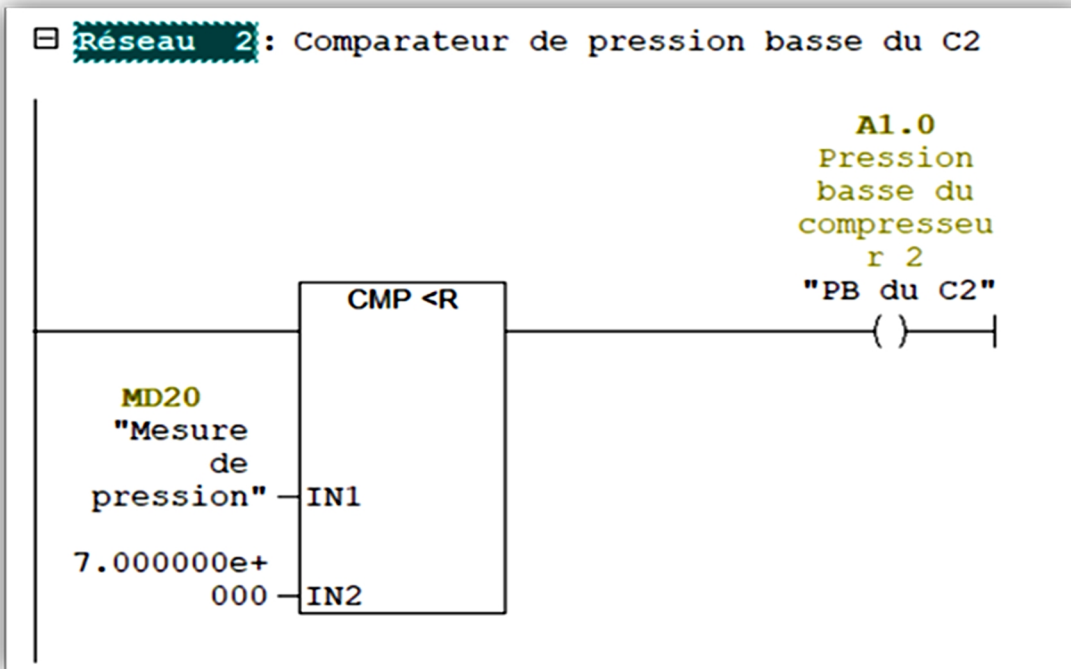 Réseau 2: Comparateur de pression basse du C2
A1.0
Pression
basse du
compresseu
r 2
"PB du C2"
CMP <R
MD20
"Mesure
de
pression"
IN1
7.000000e+
000
IN2